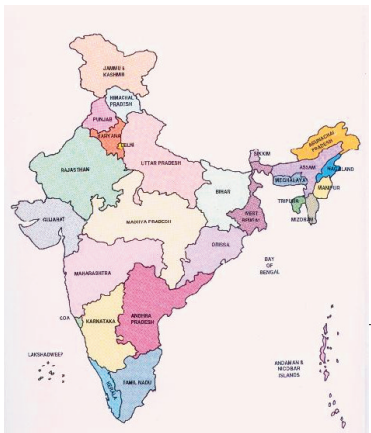 JAMMU &
KASHMIR
HIMACHAL
PRADESH
PUNJAB
HARYANA
DELHI
RAJASTHAN
UTTAR PRADESH
SIKKIM
ARUNACHAL
PRADESH
ASSAM
NAGALAND
MEGHALAYA
MANIPUR
BIHAR
TRIPURA
MIZORAM
GUJARAT
MADHYA PRADESH
WEST
BENGAL
ORISSA
BAY
OF
BENGAL
MAHARASHTRA
ANDHRA
PRADESH
GOA
KARNATAKA
LAKSHADWEEP
ANDAMAN &
NICOBAR
ISLANDS
KERALA
TAMIL NADU